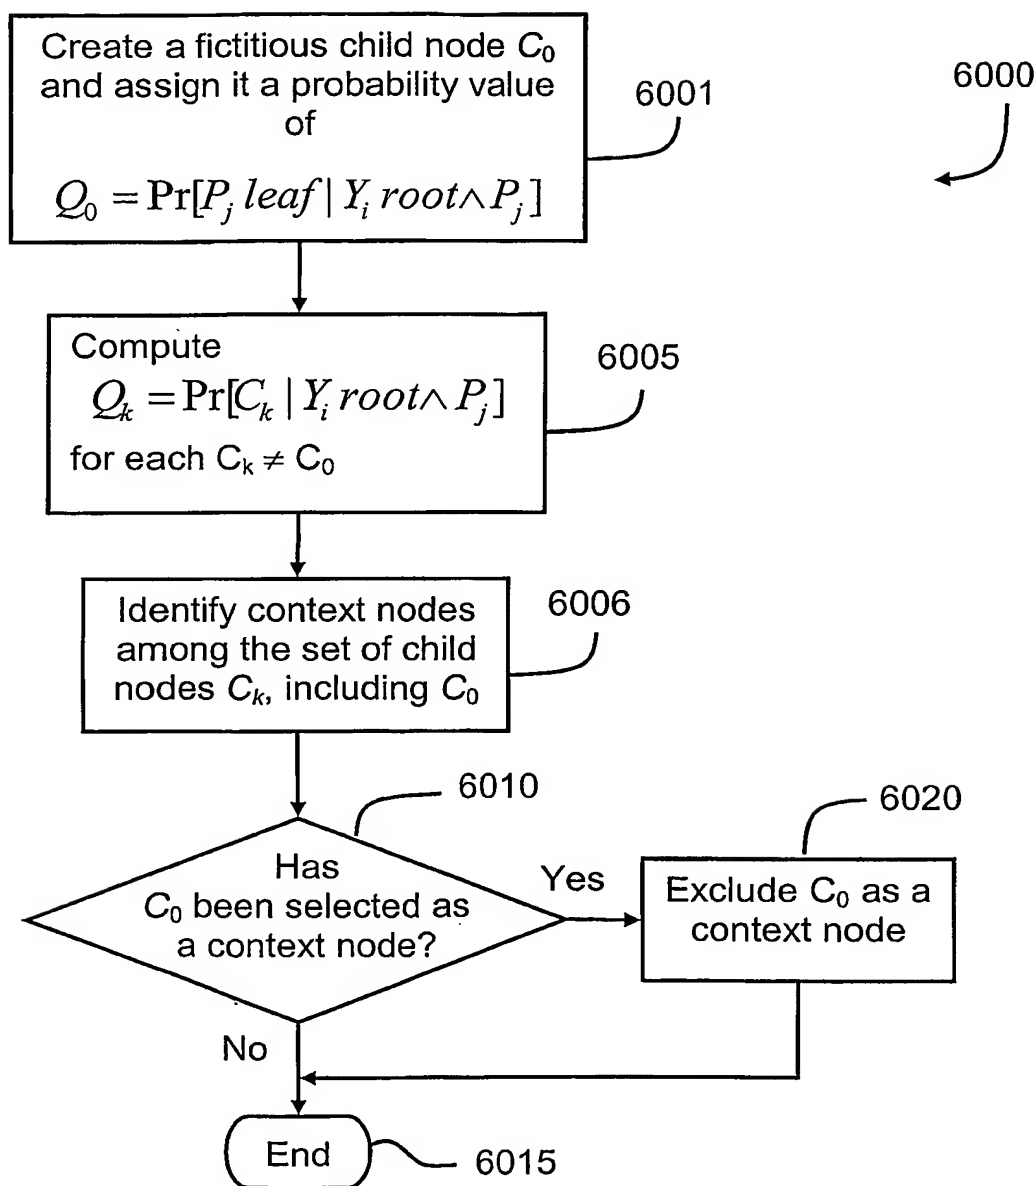 Create a fictitious child node C₀
and assign it a probability value
of
Q₀ = Pr[Pⱼ leaf | Yᵢ root ∧ Pⱼ]
6001
6000
Compute
Qₖ = Pr[Cₖ | Yᵢ root ∧ Pⱼ]
for each Cₖ ≠ C₀
6005
Identify context nodes
among the set of child
nodes Cₖ, including C₀
6006
6010
Has
C₀ been selected as
a context node?
Yes
6020
Exclude C₀ as a
context node
No
End
6015